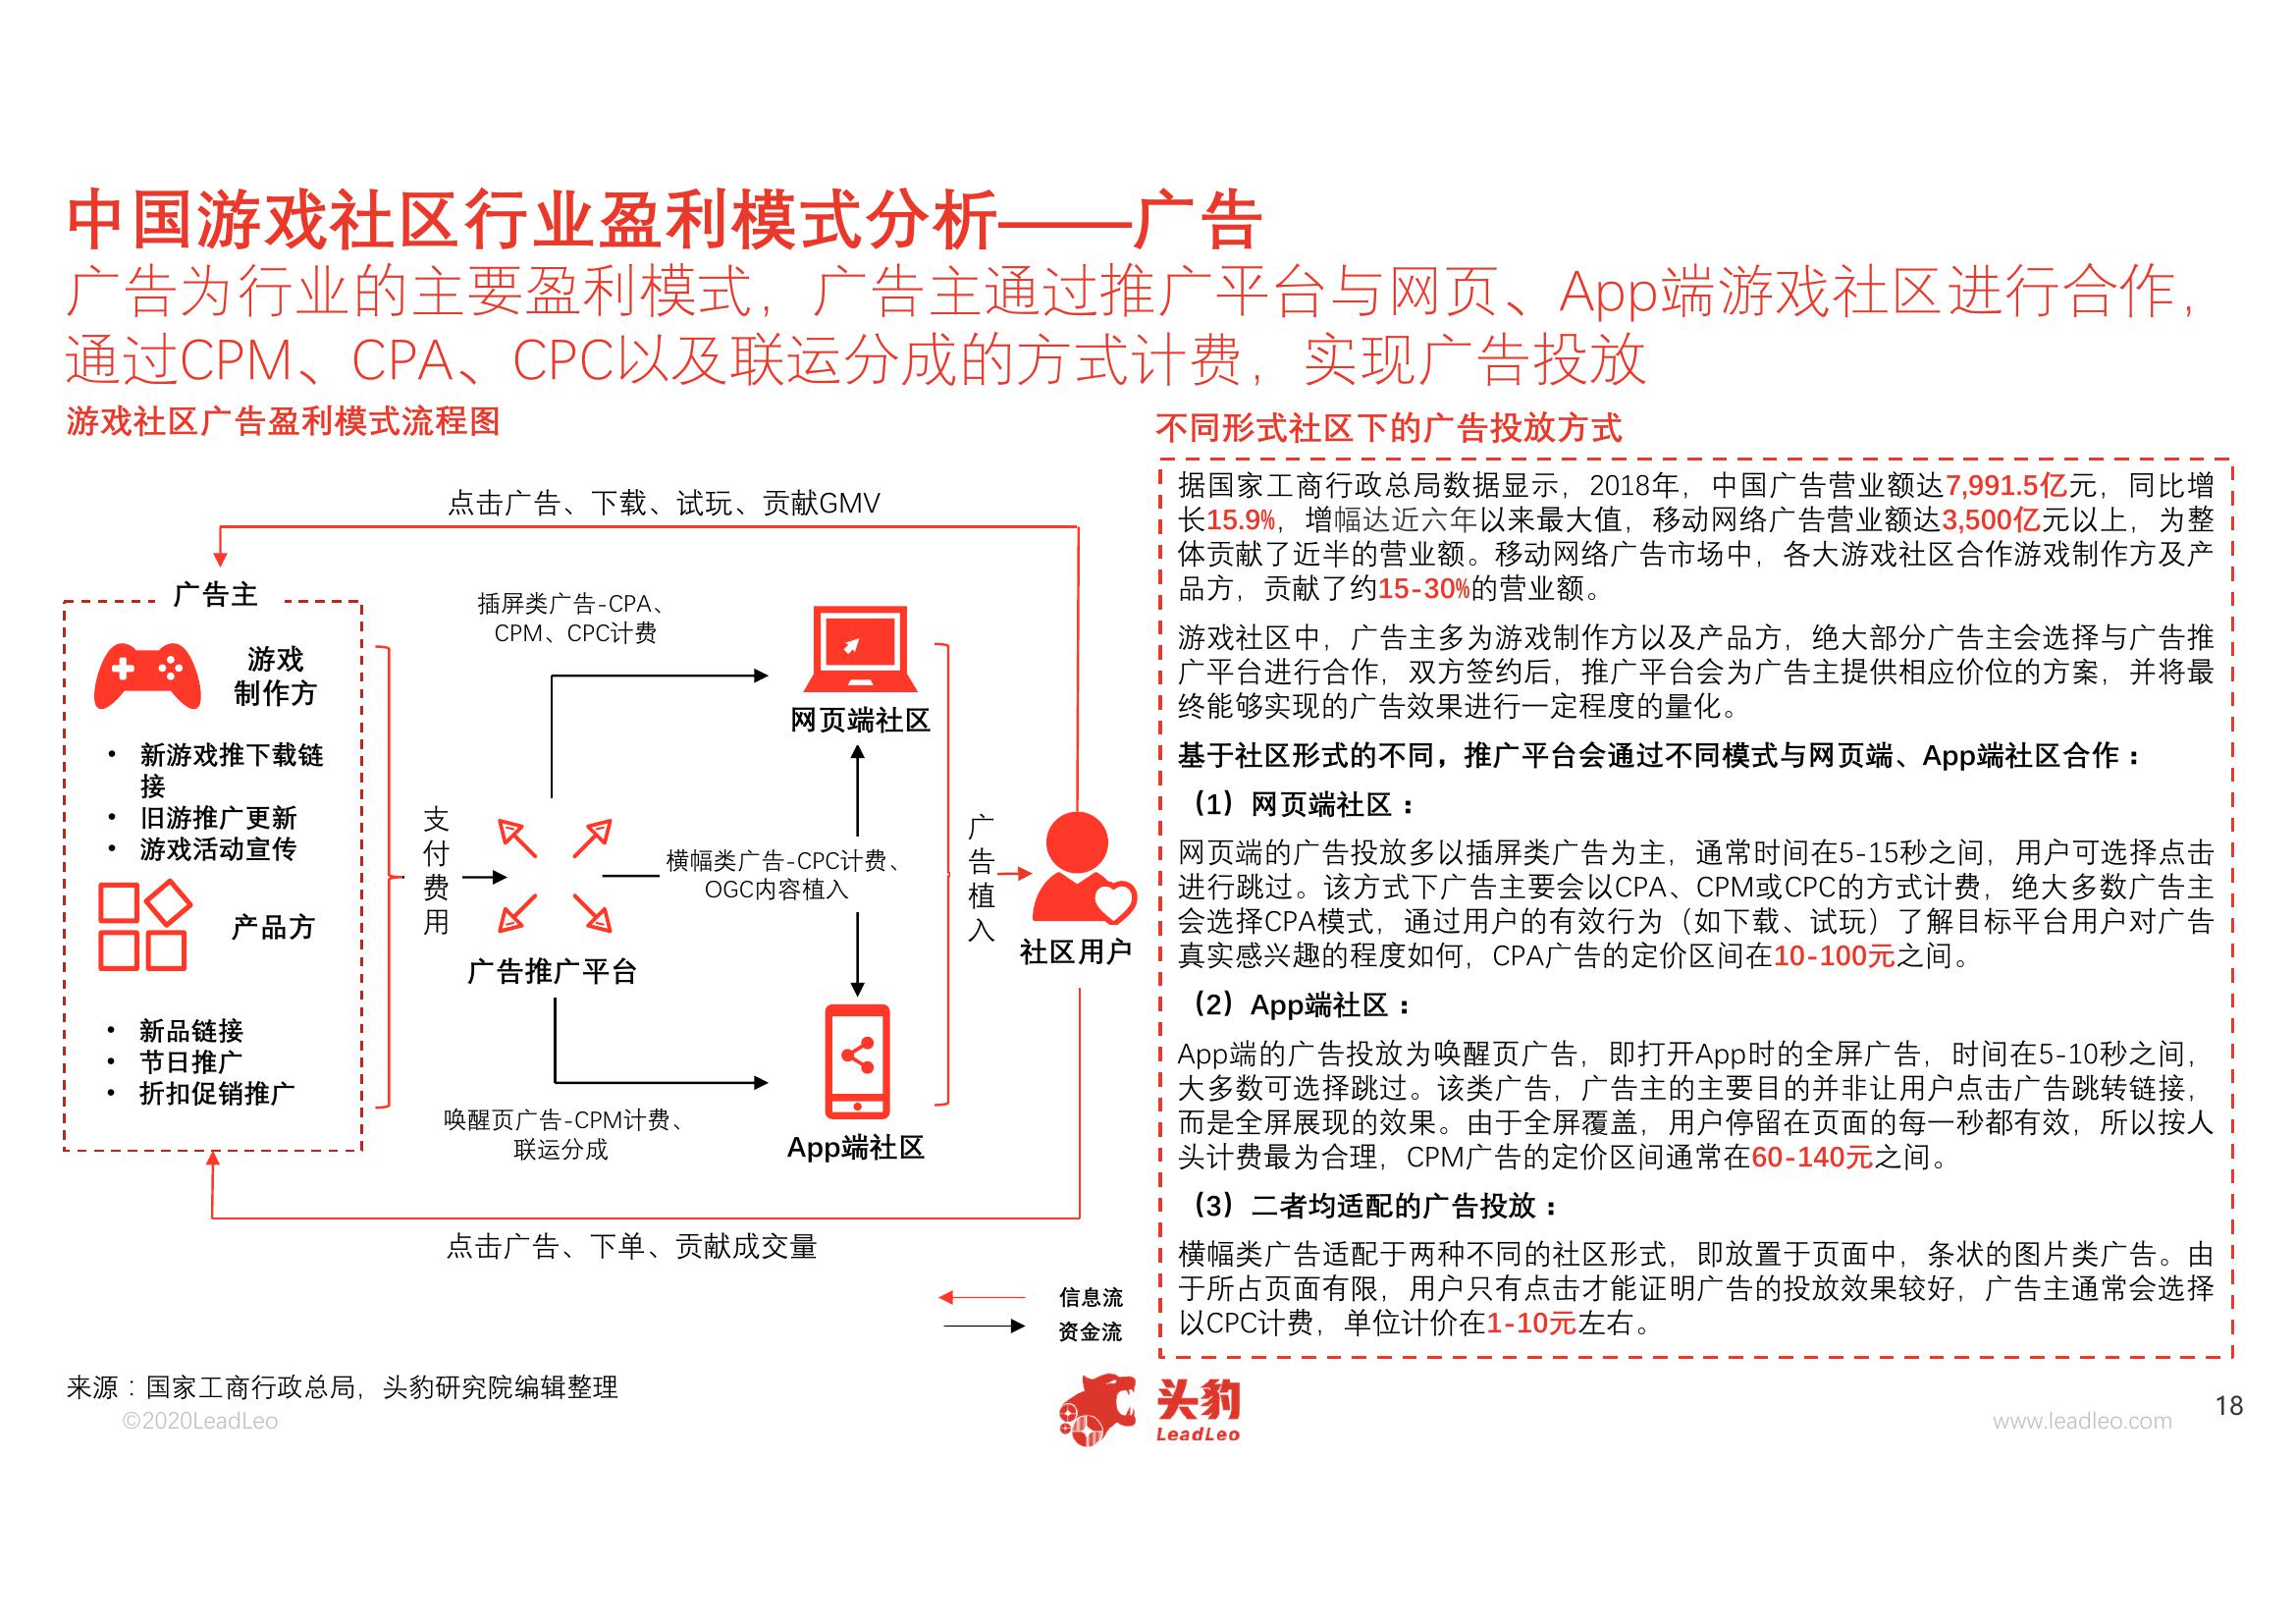 中国游戏社区行业盈利模式分析——广告
广告为行业的主要盈利模式，广告主通过推广平台与网页、App端游戏社区进行合作，
通过CPM、CPA、CPC以及联运分成的方式计费，实现广告投放
游戏社区广告盈利模式流程图
点击广告、下载、试玩、贡献GMV
广告主
游戏
制作方
• 新游戏推下载链
接
• 旧游推广更新
• 游戏活动宣传
产品方
• 新品链接
• 节日推广
• 折扣促销推广
支
付
费
用
插屏类广告-CPA、
CPM、CPC计费
广告推广平台
横幅类广告-CPC计费、
OGC内容植入
唤醒页广告-CPM计费、
联运分成
网页端社区
App端社区
广
告
植
入
社区用户
点击广告、下单、贡献成交量
信息流
资金流
不同形式社区下的广告投放方式
据国家工商行政总局数据显示，2018年，中国广告营业额达7,991.5亿元，同比增
长15.9%，增幅达近六年以来最大值，移动网络广告营业额达3,500亿元以上，为整
体贡献了近半的营业额。移动网络广告市场中，各大游戏社区合作游戏制作方及产
品方，贡献了约15-30%的营业额。
游戏社区中，广告主多为游戏制作方以及产品方，绝大部分广告主会选择与广告推
广平台进行合作，双方签约后，推广平台会为广告主提供相应价位的方案，并将最
终能够实现的广告效果进行一定程度的量化。
基于社区形式的不同，推广平台会通过不同模式与网页端、App端社区合作：
（1）网页端社区：
网页端的广告投放多以插屏类广告为主，通常时间在5-15秒之间，用户可选择点击
进行跳过。该方式下广告主要会以CPA、CPM或CPC的方式计费，绝大多数广告主
会选择CPA模式，通过用户的有效行为（如下载、试玩）了解目标平台用户对广告
真实感兴趣的程度如何，CPA广告的定价区间在10-100元之间。
（2）App端社区：
App端的广告投放为唤醒页广告，即打开App时的全屏广告，时间在5-10秒之间，
大多数可选择跳过。该类广告，广告主的主要目的并非让用户点击广告跳转链接，
而是全屏展现的效果。由于全屏覆盖，用户停留在页面的每一秒都有效，所以按人
头计费最为合理，CPM广告的定价区间通常在60-140元之间。
（3）二者均适配的广告投放：
横幅类广告适配于两种不同的社区形式，即放置于页面中，条状的图片类广告。由
于所占页面有限，用户只有点击才能证明广告的投放效果较好，广告主通常会选择
以CPC计费，单位计价在1-10元左右。
来源：国家工商行政总局，头豹研究院编辑整理
©2020LeadLeo
头豹
LeadLeo
www.leadleo.com
18